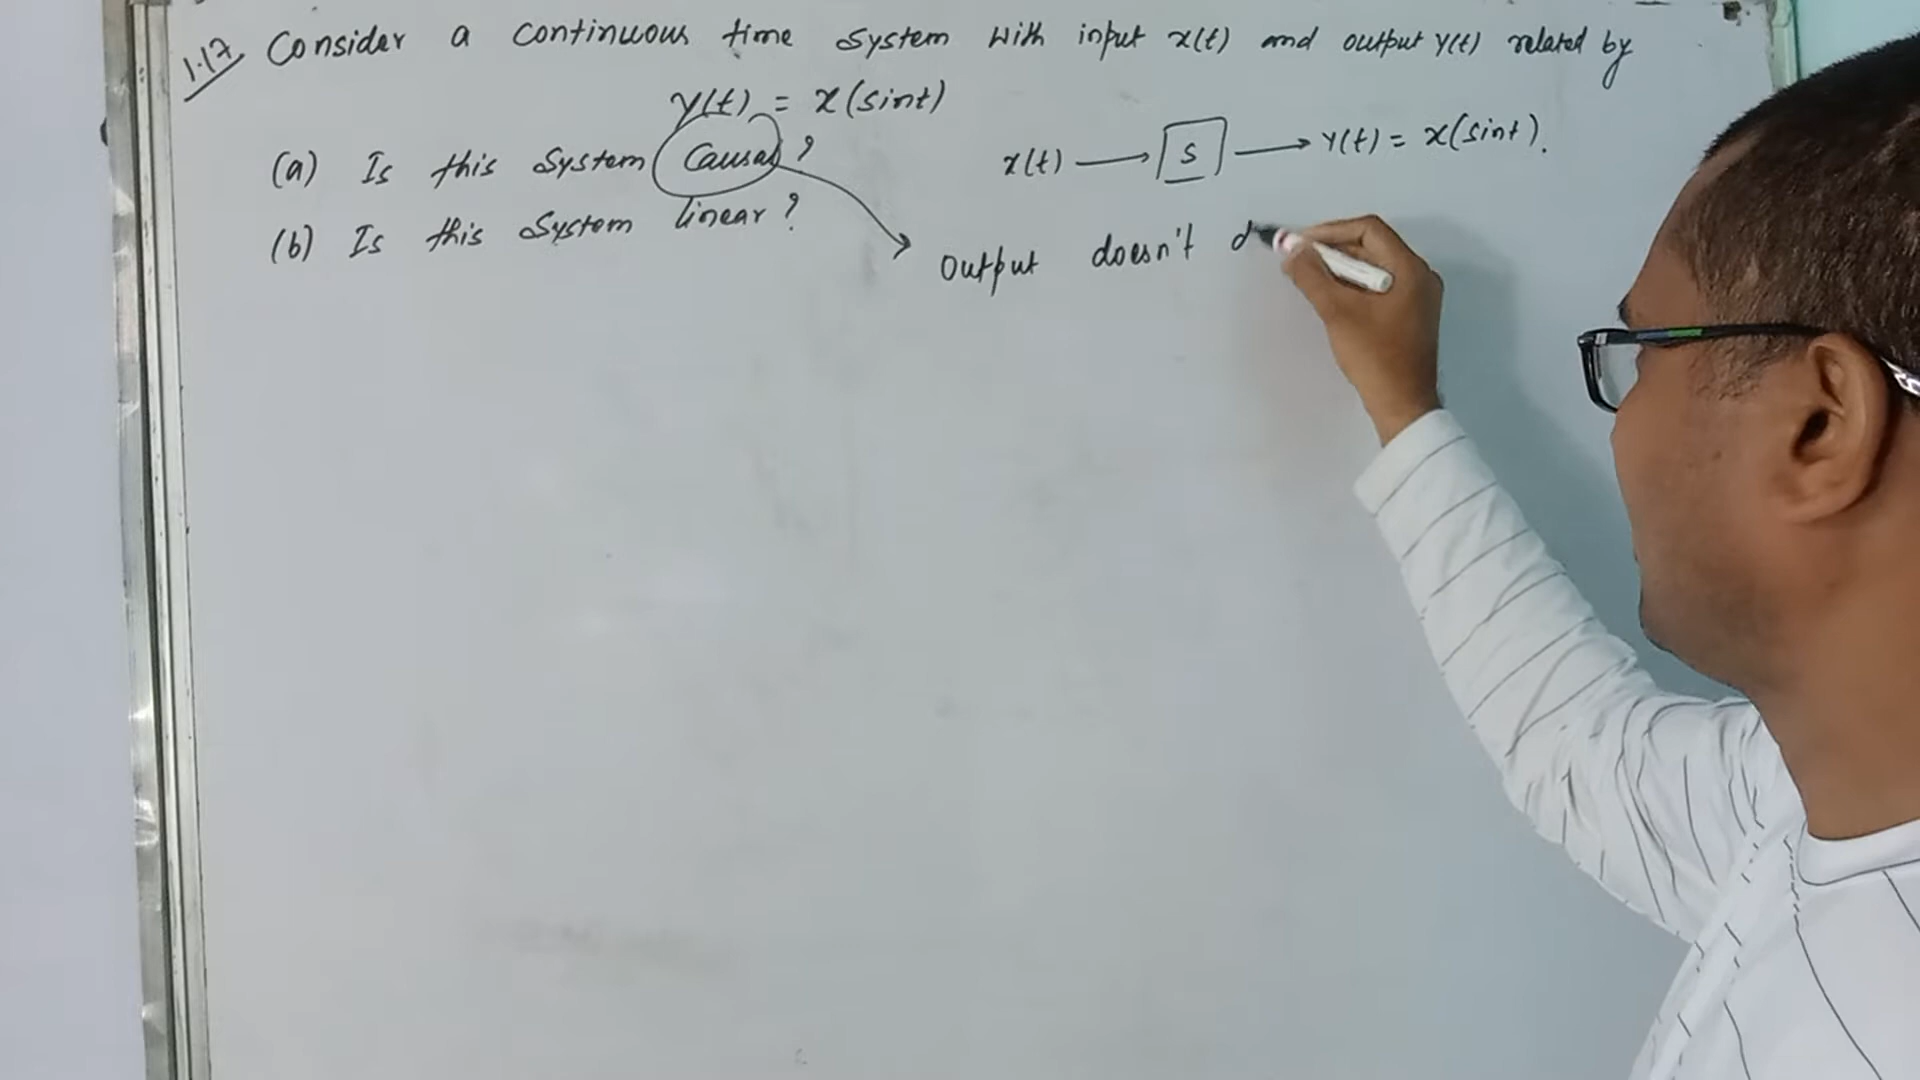 1.17 Consider a continuous time system with input x(t) and output y(t) related by
y(t) = x(sint)
(a) Is this system causal?
(b) Is this system linear?
x(t) → S → y(t) = x(sint).
output doesn't d